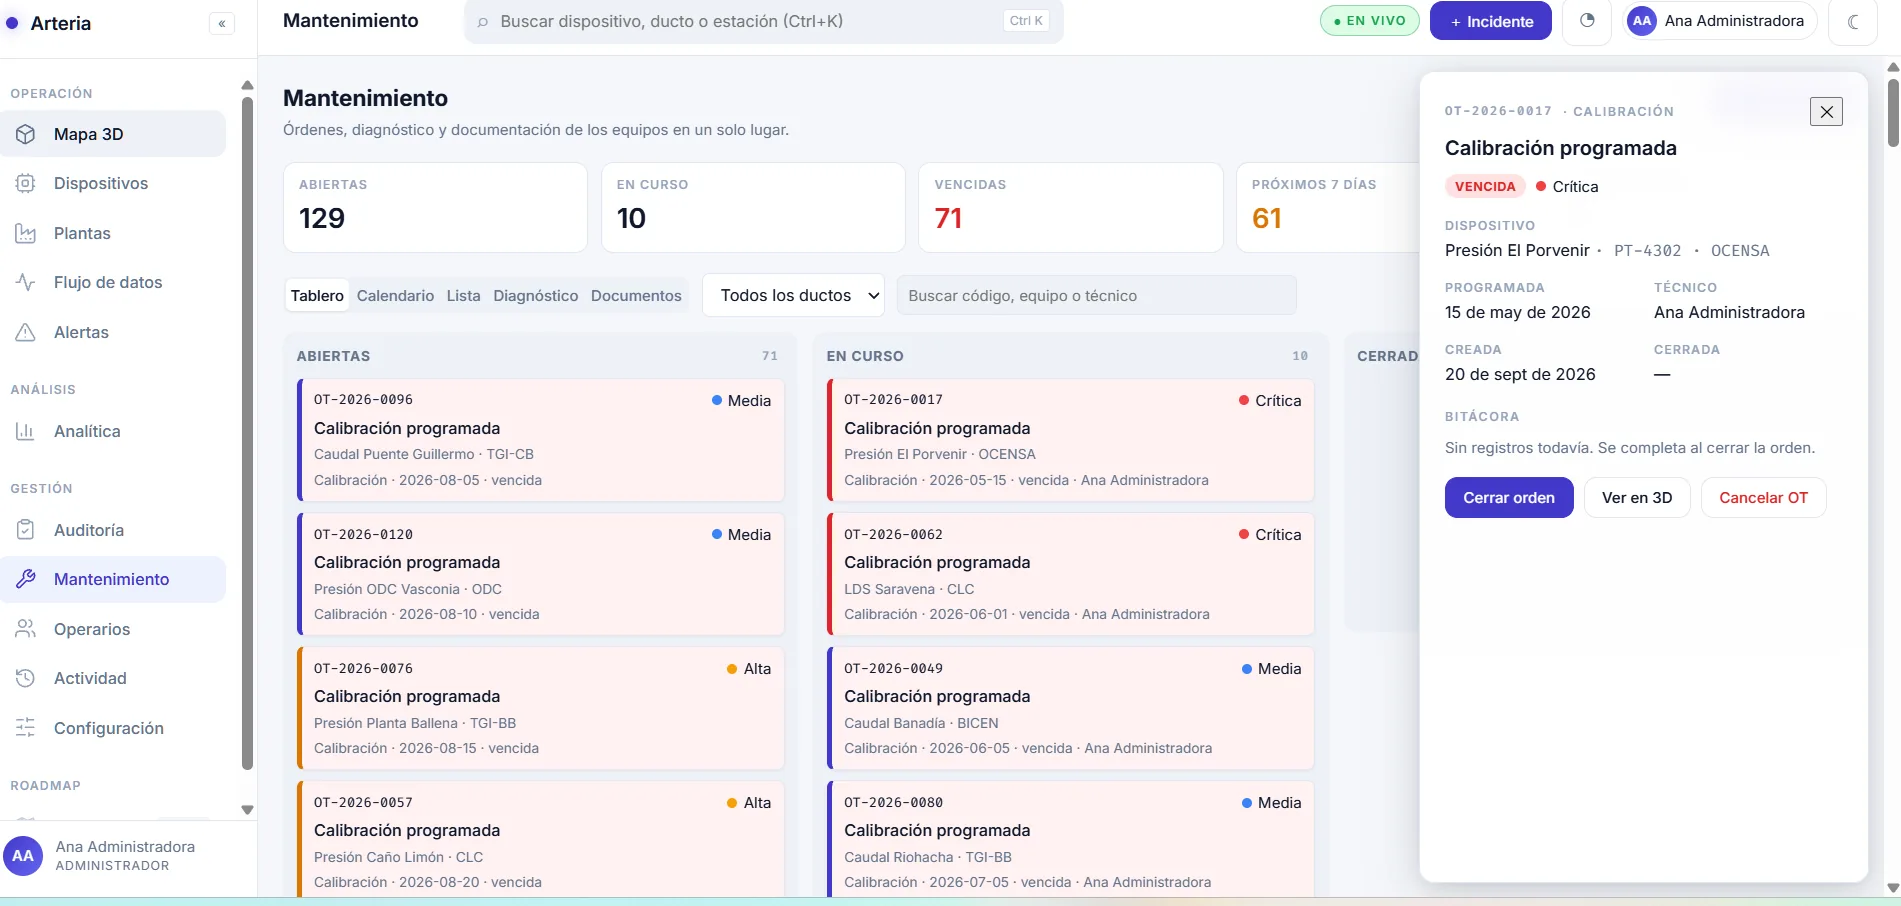 Arteria
«
OPERACIÓN
Mapa 3D
Dispositivos
Plantas
Flujo de datos
Alertas
ANÁLISIS
Analítica
GESTIÓN
Auditoría
Mantenimiento
Operarios
Actividad
Configuración
ROADMAP
AA
Ana Administradora
ADMINISTRADOR
Mantenimiento
Buscar dispositivo, ducto o estación (Ctrl+K)
Ctrl K
EN VIVO
+ Incidente
AA
Ana Administradora
Mantenimiento
Órdenes, diagnóstico y documentación de los equipos en un solo lugar.
ABIERTAS
129
EN CURSO
10
VENCIDAS
71
PRÓXIMOS 7 DÍAS
61
Tablero Calendario Lista Diagnóstico Documentos
Todos los ductos
Buscar código, equipo o técnico
ABIERTAS 71
OT-2026-0096 Media
Calibración programada
Caudal Puente Guillermo · TGI-CB
Calibración · 2026-08-05 · vencida
OT-2026-0120 Media
Calibración programada
Presión ODC Vasconia · ODC
Calibración · 2026-08-10 · vencida
OT-2026-0076 Alta
Calibración programada
Presión Planta Ballena · TGI-BB
Calibración · 2026-08-15 · vencida
OT-2026-0057 Alta
Calibración programada
Presión Caño Limón · CLC
Calibración · 2026-08-20 · vencida
EN CURSO 10
OT-2026-0017 Crítica
Calibración programada
Presión El Porvenir · OCENSA
Calibración · 2026-05-15 · vencida · Ana Administradora
OT-2026-0062 Crítica
Calibración programada
LDS Saravena · CLC
Calibración · 2026-06-01 · vencida · Ana Administradora
OT-2026-0049 Media
Calibración programada
Caudal Banadía · BICEN
Calibración · 2026-06-05 · vencida · Ana Administradora
OT-2026-0080 Media
Calibración programada
Caudal Riohacha · TGI-BB
Calibración · 2026-07-05 · vencida · Ana Administradora
CERRAD
OT-2026-0017 · CALIBRACIÓN
Calibración programada
VENCIDA Crítica
DISPOSITIVO
Presión El Porvenir · PT-4302 · OCENSA
PROGRAMADA
15 de may de 2026
TÉCNICO
Ana Administradora
CREADA
20 de sept de 2026
CERRADA
—
BITÁCORA
Sin registros todavía. Se completa al cerrar la orden.
Cerrar orden
Ver en 3D
Cancelar OT